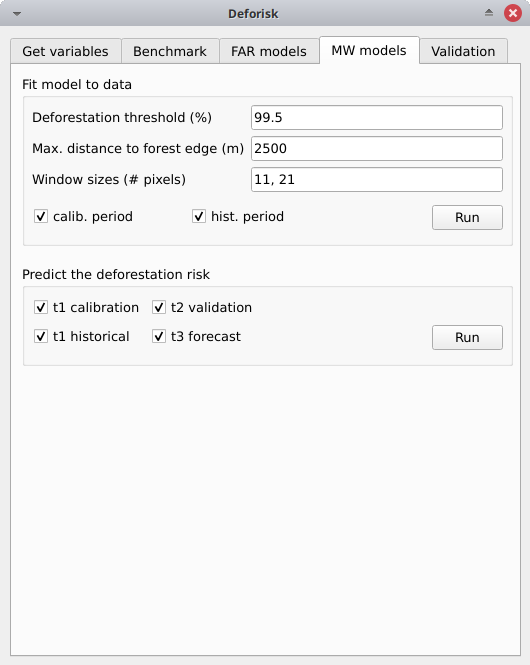 Deforisk
Get variables Benchmark FAR models MW models Validation
Fit model to data
Deforestation threshold (%) 99.5
Max. distance to forest edge (m) 2500
Window sizes (# pixels) 11, 21
calib. period hist. period Run
Predict the deforestation risk
t1 calibration t2 validation
t1 historical t3 forecast Run